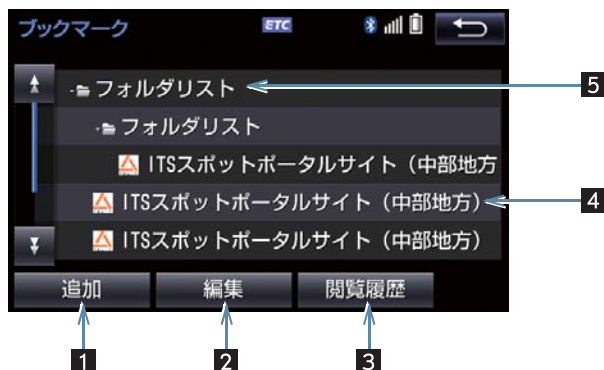 ブックマーク ETC
フォルダリスト 5
フォルダリスト
ITSスポットポータルサイト（中部地方
ITSスポットポータルサイト（中部地方） 4
ITSスポットポータルサイト（中部地方）
追加 編集 閲覧履歴
1 2 3